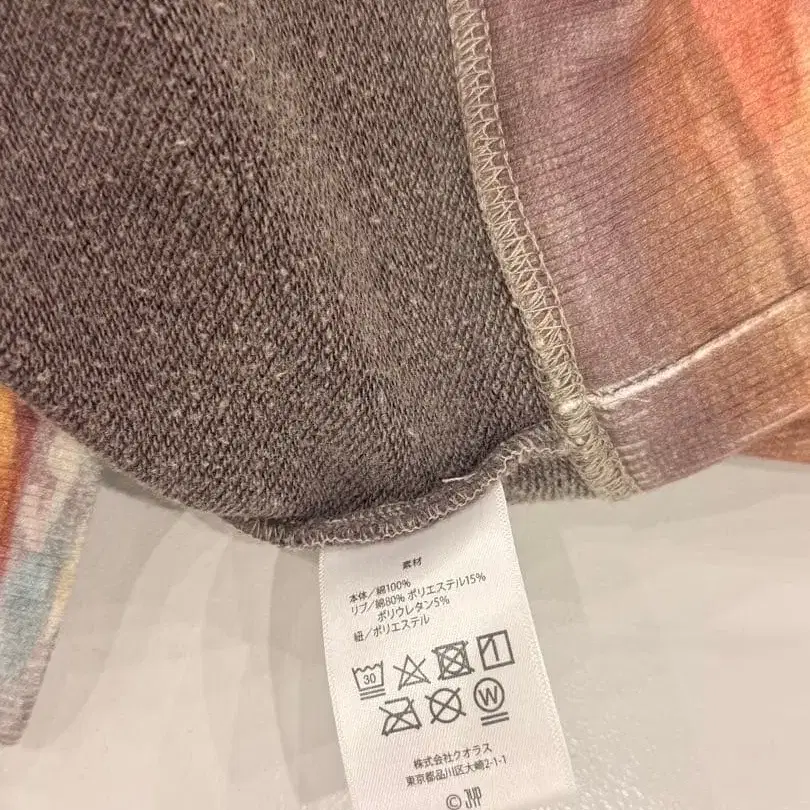 素材
本体/綿100%
リブ/綿80% ポリエステル15%
ポリウレタン5%
紐/ポリエステル
30
W
株式会社クオラス
東京都品川区大崎2-1-1
© JYP